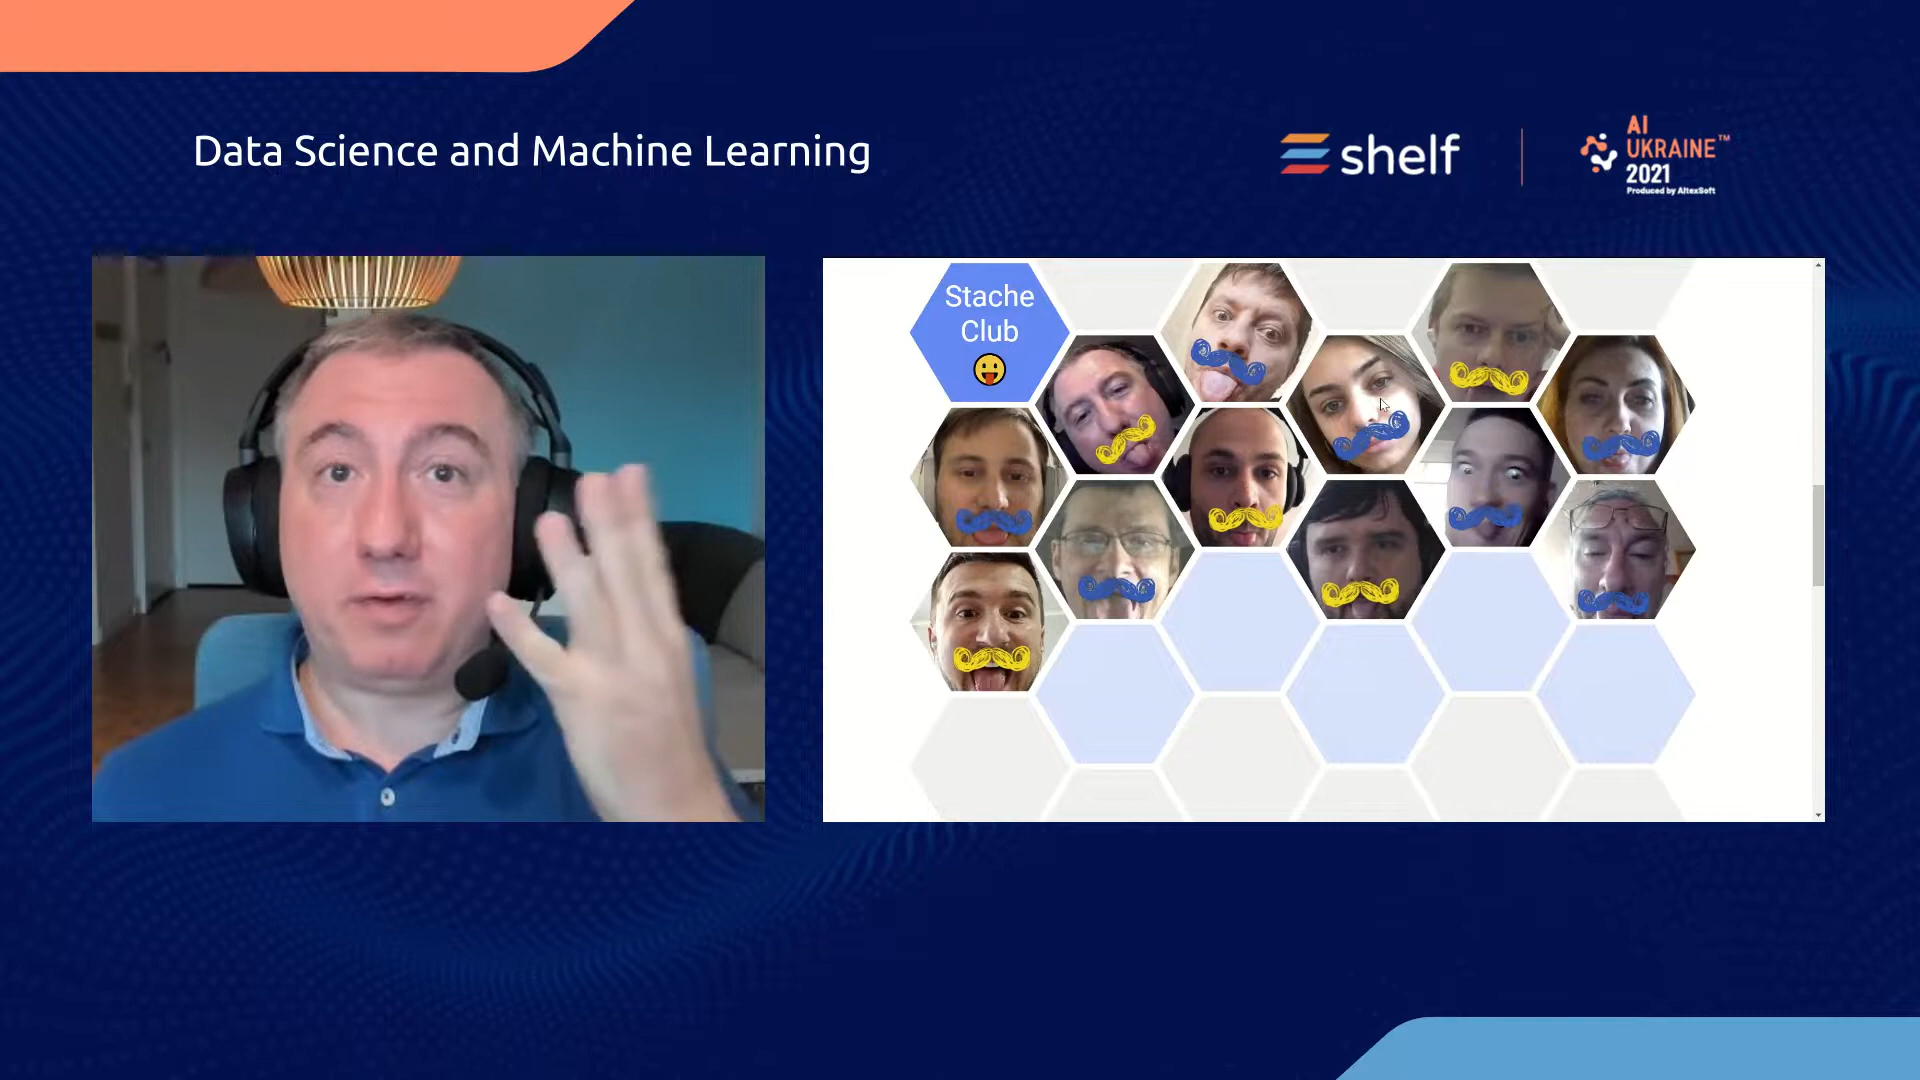 Data Science and Machine Learning
shelf
AI
UKRAINE™
2021
Produced by AltexSoft
Stache
Club